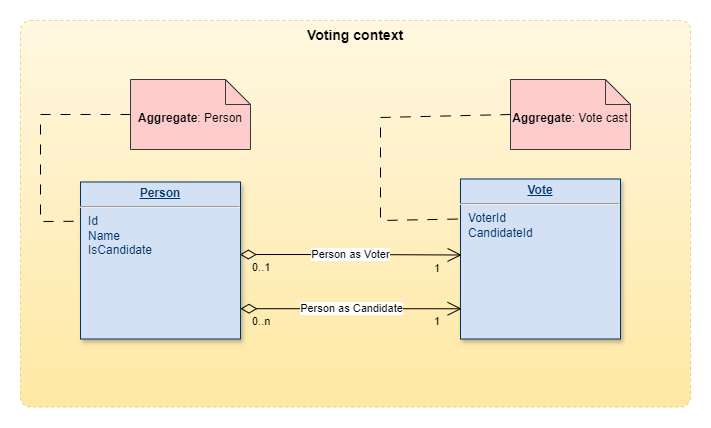 Voting context
Aggregate: Person
Aggregate: Vote cast
Person
Id
Name
IsCandidate
Vote
VoterId
CandidateId
Person as Voter
0..1
1
Person as Candidate
0..n
1